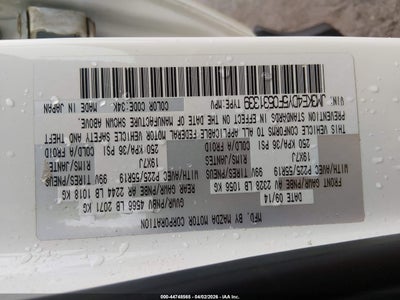 MFD. BY MAZDA MOTOR CORPORATION
DATE 09/14 GVWR/PNBV 4566 LB 2071 KG
FRONT GAWR/PNBE AV LB KG REAR GAWR/PNBE AR 2244 LB 1018 KG
WITH/AVEC P225/55R19 99V TIRES/PNEUS WITH/AVEC P225/55R19 99V TIRES/PNEUS
19X7J RIMS/JANTES 19X7J RIMS/JANTES
250 KPA/36 PSI COLD/A FROID 250 KPA/36 PSI COLD/A FROID
THIS VEHICLE CONFORMS TO ALL APPLICABLE FEDERAL MOTOR VEHICLE SAFETY AND THEFT
PREVENTION STANDARDS IN EFFECT ON THE DATE OF MANUFACTURE SHOWN ABOVE.
VIN: TYPE:MPV COLOR CODE:34K
MADE IN JAPAN
000-44748565 - 04/02/2026 -